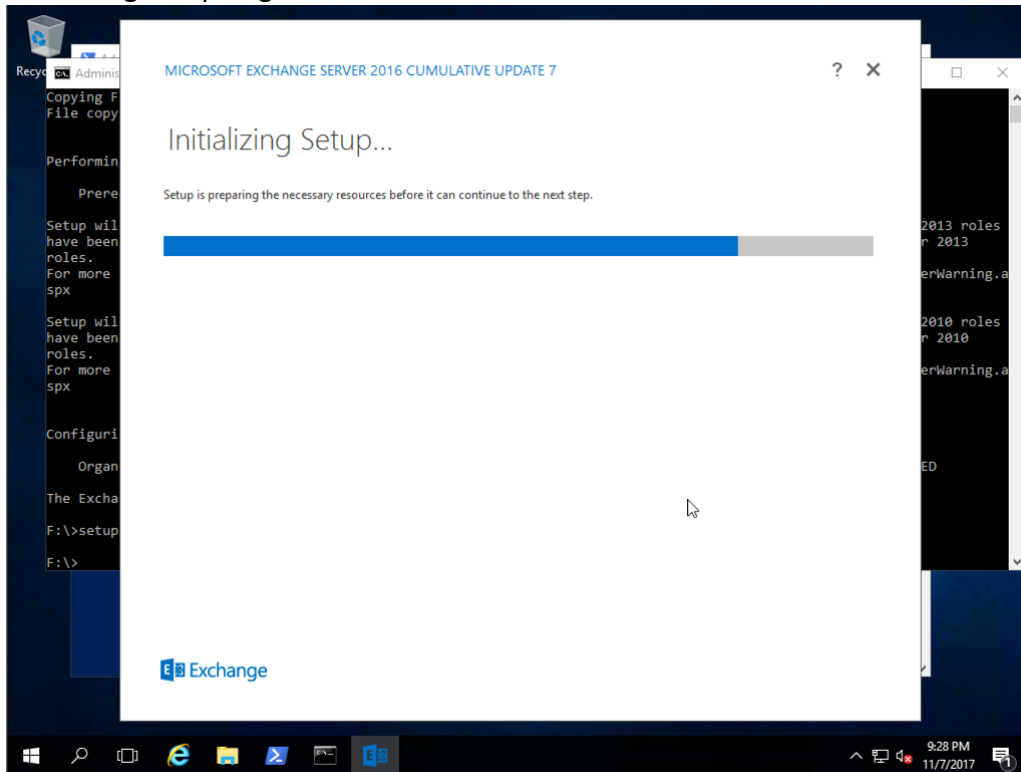 MICROSOFT EXCHANGE SERVER 2016 CUMULATIVE UPDATE 7
? ×
Initializing Setup...
Setup is preparing the necessary resources before it can continue to the next step.
E Exchange
Adminis
Copying F
File copy
Performin
Prere
Setup wil 2013 roles
have been r 2013
roles.
For more erWarning.a
spx
Setup wil 2010 roles
have been r 2010
roles.
For more erWarning.a
spx
Configuri
Organ ED
The Excha
F:\>setup
F:\>
Recyc
9:28 PM
11/7/2017
1